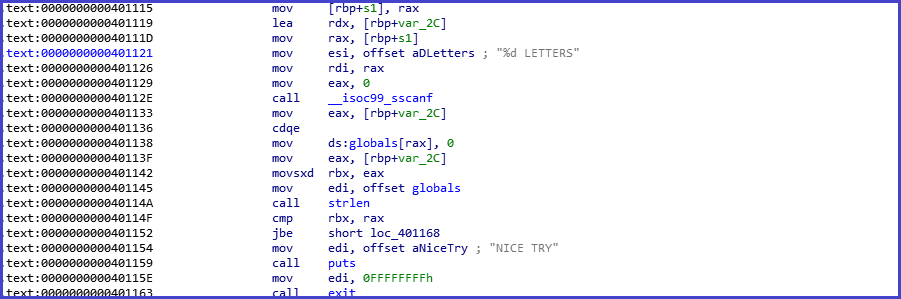 .text:0000000000401115 mov [rbp+s1], rax
.text:0000000000401119 lea rdx, [rbp+var_2C]
.text:000000000040111D mov rax, [rbp+s1]
.text:0000000000401121 mov esi, offset aDLetters ; "%d LETTERS"
.text:0000000000401126 mov rdi, rax
.text:0000000000401129 mov eax, 0
.text:000000000040112E call __isoc99_sscanf
.text:0000000000401133 mov eax, [rbp+var_2C]
.text:0000000000401136 cdqe
.text:0000000000401138 mov ds:globals[rax], 0
.text:000000000040113F mov eax, [rbp+var_2C]
.text:0000000000401142 movsxd rbx, eax
.text:0000000000401145 mov edi, offset globals
.text:000000000040114A call strlen
.text:000000000040114F cmp rbx, rax
.text:0000000000401152 jbe short loc_401168
.text:0000000000401154 mov edi, offset aNiceTry ; "NICE TRY"
.text:0000000000401159 call puts
.text:000000000040115E mov edi, 0FFFFFFFFh
.text:0000000000401163 call exit